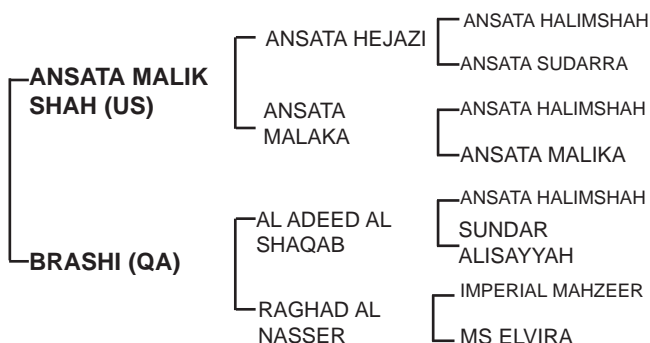 ANSATA MALIK
SHAH (US)
BRASHI (QA)
ANSATA HEJAZI
ANSATA
MALAKA
AL ADEED AL
SHAQAB
RAGHAD AL
NASSER
ANSATA HALIMSHAH
ANSATA SUDARRA
ANSATA HALIMSHAH
ANSATA MALIKA
ANSATA HALIMSHAH
SUNDAR
ALISAYYAH
IMPERIAL MAHZEER
MS ELVIRA